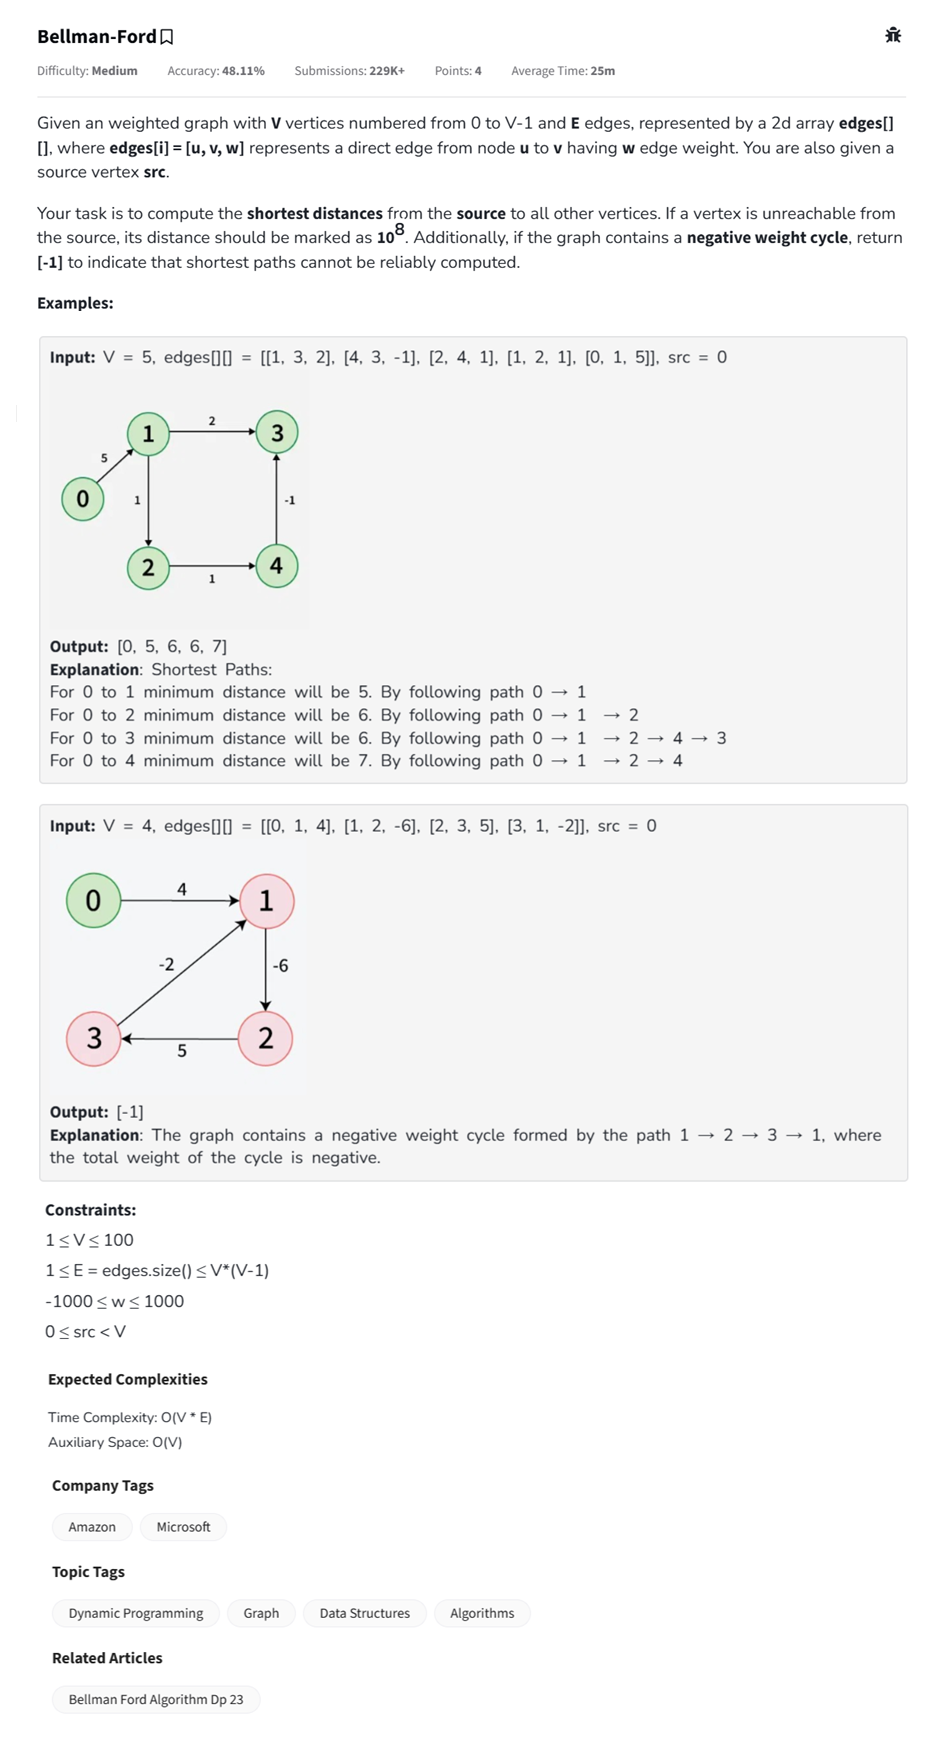 Bellman-Ford
Difficulty: Medium Accuracy: 48.11% Submissions: 229K+ Points: 4 Average Time: 25m
Given an weighted graph with V vertices numbered from 0 to V-1 and E edges, represented by a 2d array edges[]
[], where edges[i] = [u, v, w] represents a direct edge from node u to v having w edge weight. You are also given a
source vertex src.
Your task is to compute the shortest distances from the source to all other vertices. If a vertex is unreachable from
the source, its distance should be marked as 10⁸. Additionally, if the graph contains a negative weight cycle, return
[-1] to indicate that shortest paths cannot be reliably computed.
Examples:
Input: V = 5, edges[][] = [[1, 3, 2], [4, 3, -1], [2, 4, 1], [1, 2, 1], [0, 1, 5]], src = 0
2
1 3
5
0 1 -1
2 4
1
Output: [0, 5, 6, 6, 7]
Explanation: Shortest Paths:
For 0 to 1 minimum distance will be 5. By following path 0 → 1
For 0 to 2 minimum distance will be 6. By following path 0 → 1 → 2
For 0 to 3 minimum distance will be 6. By following path 0 → 1 → 2 → 4 → 3
For 0 to 4 minimum distance will be 7. By following path 0 → 1 → 2 → 4
Input: V = 4, edges[][] = [[0, 1, 4], [1, 2, -6], [2, 3, 5], [3, 1, -2]], src = 0
4
0 1
-2 -6
3 2
5
Output: [-1]
Explanation: The graph contains a negative weight cycle formed by the path 1 → 2 → 3 → 1, where
the total weight of the cycle is negative.
Constraints:
1 ≤ V ≤ 100
1 ≤ E = edges.size() ≤ V*(V-1)
-1000 ≤ w ≤ 1000
0 ≤ src < V
Expected Complexities
Time Complexity: O(V * E)
Auxiliary Space: O(V)
Company Tags
Amazon Microsoft
Topic Tags
Dynamic Programming Graph Data Structures Algorithms
Related Articles
Bellman Ford Algorithm Dp 23